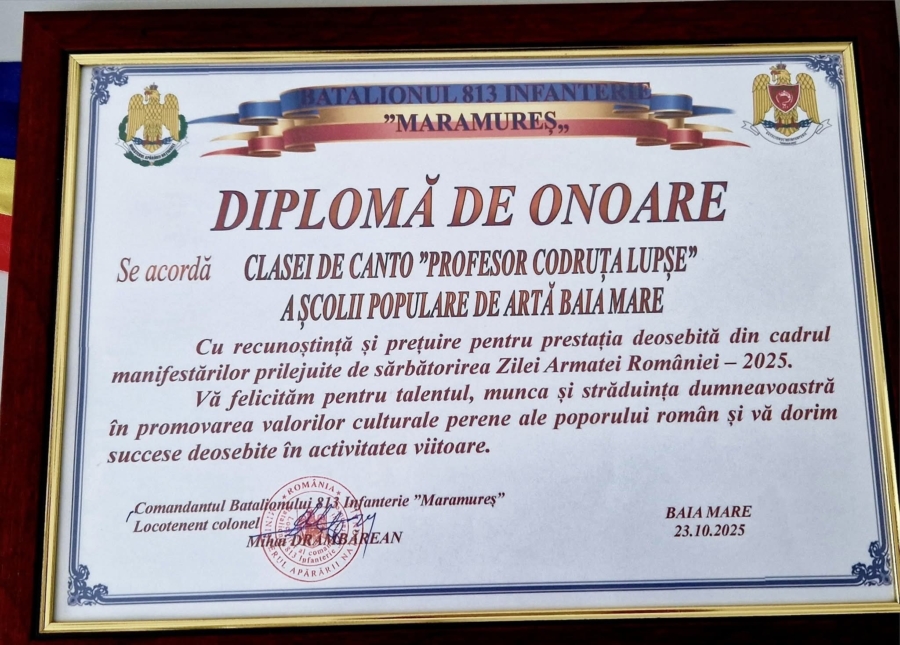 BATALIONUL 813 INFANTERIE
”MARAMUREȘ„
DIPLOMĂ DE ONOARE
Se acordă CLASEI DE CANTO ”PROFESOR CODRUȚA LUPȘE”
A ȘCOLII POPULARE DE ARTĂ BAIA MARE
Cu recunoștință și prețuire pentru prestația deosebită din cadrul
manifestărilor prilejuite de sărbătorirea Zilei Armatei României – 2025.
Vă felicităm pentru talentul, munca și străduința dumneavoastră
în promovarea valorilor culturale perene ale poporului român și vă dorim
succese deosebite în activitatea viitoare.
Comandantul Batalionului 813 Infanterie ”Maramureș”
Locotenent colonel
Mihai DRÂMBĂREAN
ROMÂNIA
BAIA MARE
23.10.2025